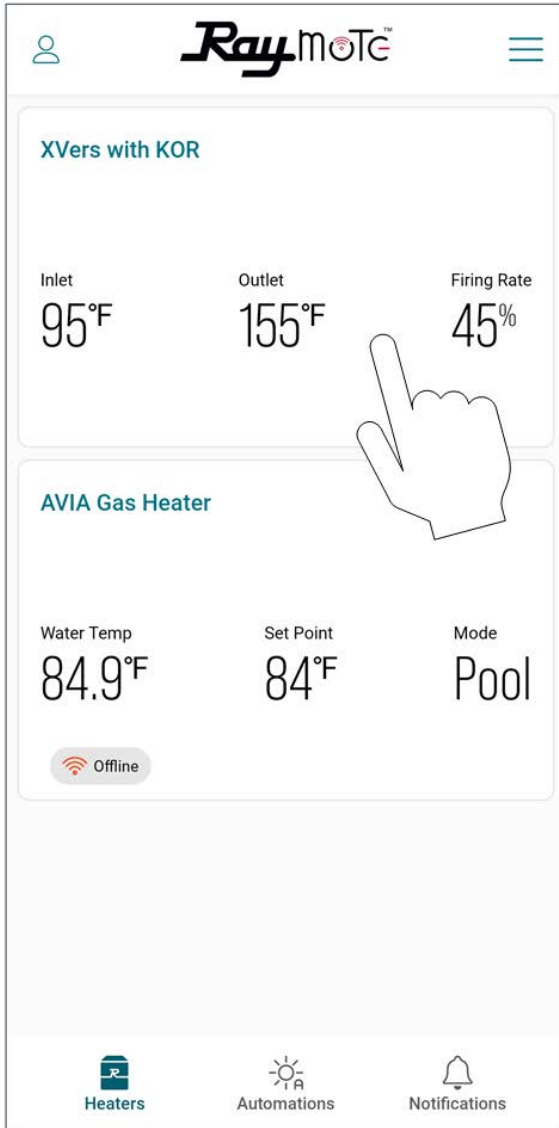 Raymote™
XVers with KOR
Inlet Outlet Firing Rate
95°F 155°F 45%
AVIA Gas Heater
Water Temp Set Point Mode
84.9°F 84°F Pool
Offline
R
A
Heaters Automations Notifications